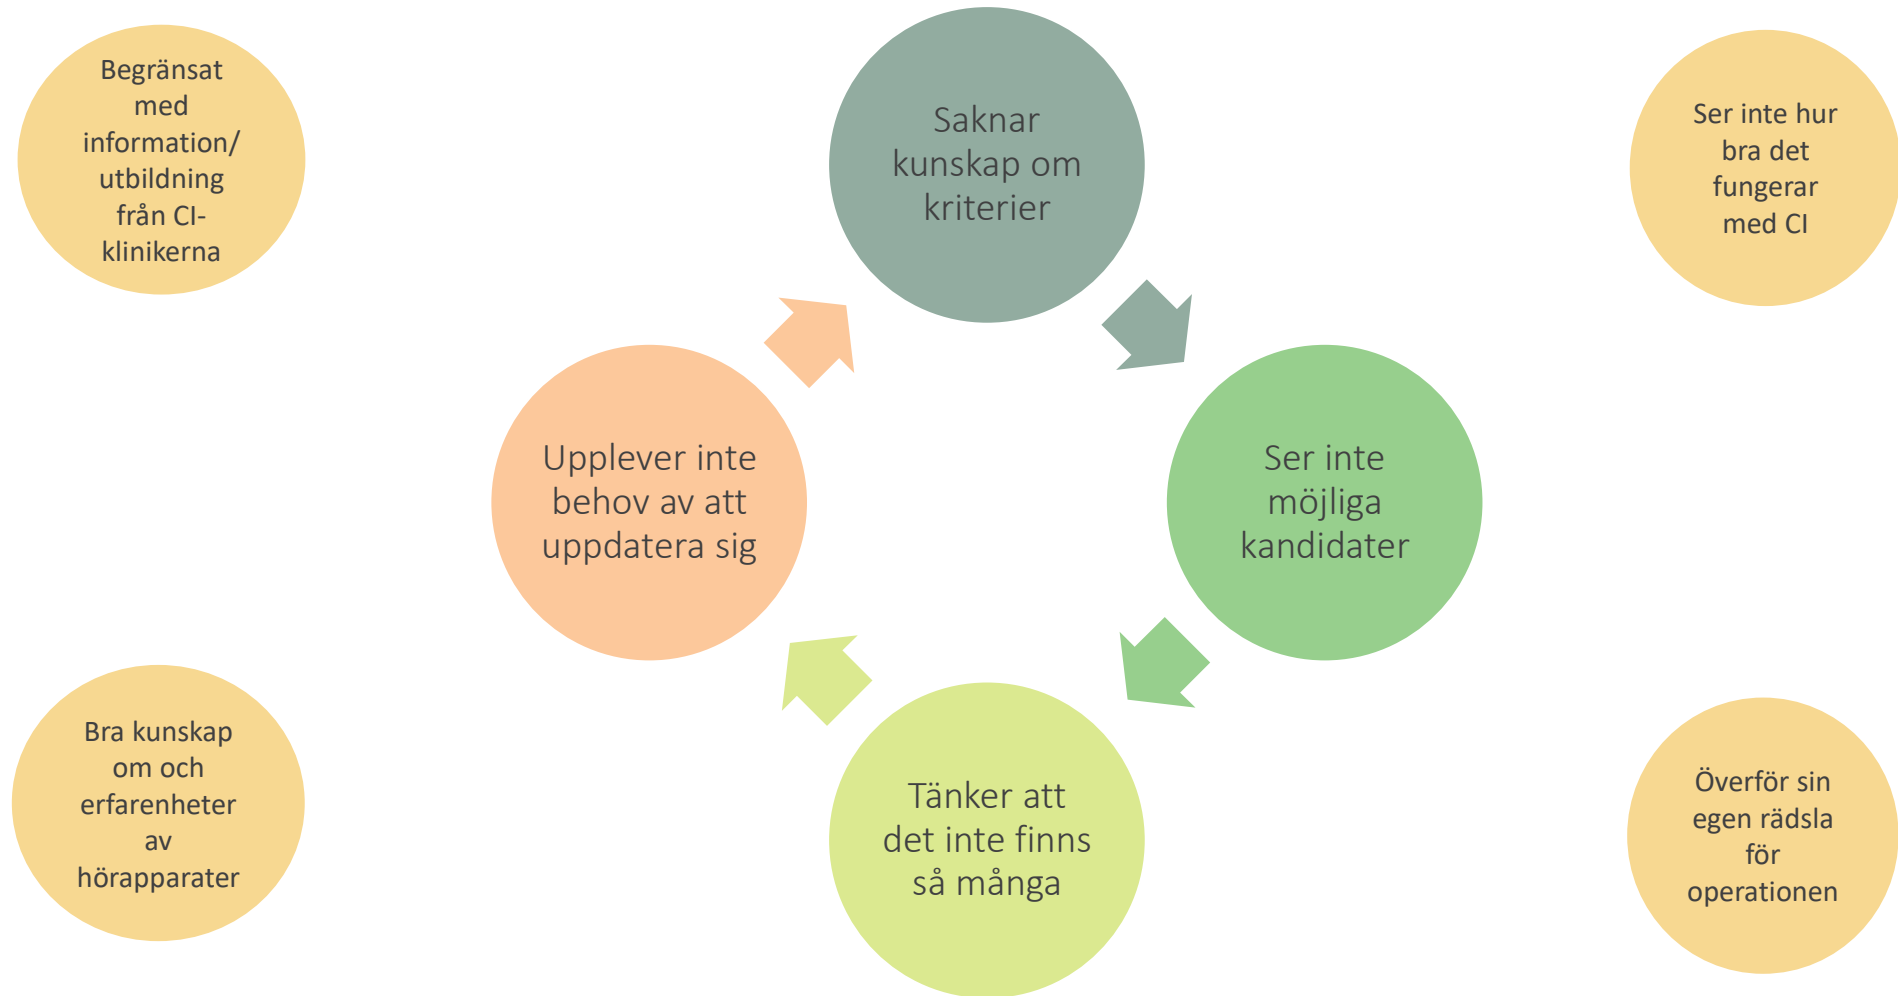 Begränsat
med
information/
utbildning
från CI-
klinikerna
Saknar
kunskap om
kriterier
Ser inte hur
bra det
fungerar
med CI
Upplever inte
behov av att
uppdatera sig
Ser inte
möjliga
kandidater
Bra kunskap
om och
erfarenheter
av
hörapparater
Tänker att
det inte finns
så många
Överför sin
egen rädsla
för
operationen